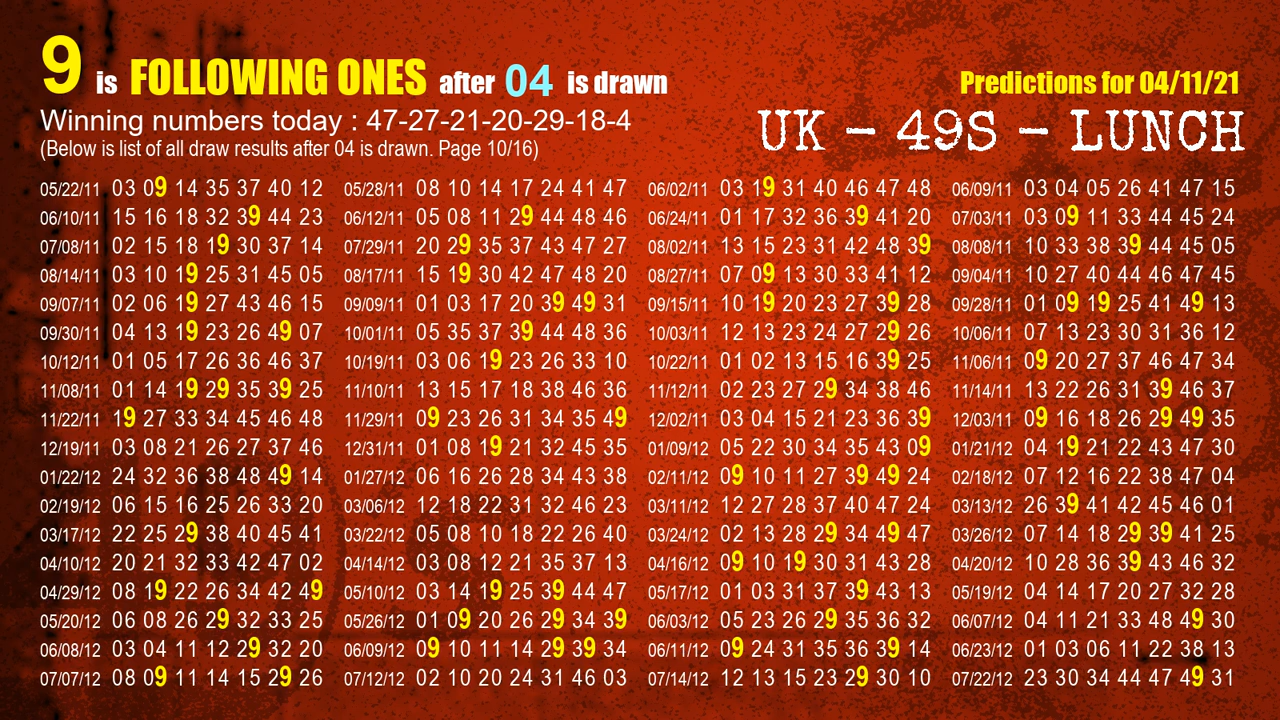 9 is FOLLOWING ONES after 04 is drawn
Predictions for 04/11/21
Winning numbers today : 47-27-21-20-29-18-4
UK - 49S - LUNCH
(Below is list of all draw results after 04 is drawn. Page 10/16)
05/22/11 03 09 14 35 37 40 12 05/28/11 08 10 14 17 24 41 47 06/02/11 03 19 31 40 46 47 48 06/09/11 03 04 05 26 41 47 15
06/10/11 15 16 18 32 39 44 23 06/12/11 05 08 11 29 44 48 46 06/24/11 01 17 32 36 39 41 20 07/03/11 03 09 11 33 44 45 24
07/08/11 02 15 18 19 30 37 14 07/29/11 20 29 35 37 43 47 27 08/02/11 13 15 23 31 42 48 39 08/08/11 10 33 38 39 44 45 05
08/14/11 03 10 19 25 31 45 05 08/17/11 15 19 30 42 47 48 20 08/27/11 07 09 13 30 33 41 12 09/04/11 10 27 40 44 46 47 45
09/07/11 02 06 19 27 43 46 15 09/09/11 01 03 17 20 39 49 31 09/15/11 10 19 20 23 27 39 28 09/28/11 01 09 19 25 41 49 13
09/30/11 04 13 19 23 26 49 07 10/01/11 05 35 37 39 44 48 36 10/03/11 12 13 23 24 27 29 26 10/06/11 07 13 23 30 31 36 12
10/12/11 01 05 17 26 36 46 37 10/19/11 03 06 19 23 26 33 10 10/22/11 01 02 13 15 16 39 25 11/06/11 09 20 27 37 46 47 34
11/08/11 01 14 19 29 35 39 25 11/10/11 13 15 17 18 38 46 36 11/12/11 02 23 27 29 34 38 46 11/14/11 13 22 26 31 39 46 37
11/22/11 19 27 33 34 45 46 48 11/29/11 09 23 26 31 34 35 49 12/02/11 03 04 15 21 23 36 39 12/03/11 09 16 18 26 29 49 35
12/19/11 03 08 21 26 27 37 46 12/31/11 01 08 19 21 32 45 35 01/09/12 05 22 30 34 35 43 09 01/21/12 04 19 21 22 43 47 30
01/22/12 24 32 36 38 48 49 14 01/27/12 06 16 26 28 34 43 38 02/11/12 09 10 11 27 39 49 24 02/18/12 07 12 16 22 38 47 04
02/19/12 06 15 16 25 26 33 20 03/06/12 12 18 22 31 32 46 23 03/11/12 12 27 28 37 40 47 24 03/13/12 26 39 41 42 45 46 01
03/17/12 22 25 29 38 40 45 41 03/22/12 05 08 10 18 22 26 40 03/24/12 02 13 28 29 34 49 47 03/26/12 07 14 18 29 39 41 25
04/10/12 20 21 32 33 42 47 02 04/14/12 03 08 12 21 35 37 13 04/16/12 09 10 19 30 31 43 28 04/20/12 10 28 36 39 43 46 32
04/29/12 08 19 22 26 34 42 49 05/10/12 03 14 19 25 39 44 47 05/17/12 01 03 31 37 39 43 13 05/19/12 04 14 17 20 27 32 28
05/20/12 06 08 26 29 32 33 25 05/26/12 01 09 20 26 29 34 39 06/03/12 05 23 26 29 35 36 32 06/07/12 04 11 21 33 48 49 30
06/08/12 03 04 11 12 29 32 20 06/09/12 09 10 11 14 29 39 34 06/11/12 09 24 31 35 36 39 14 06/23/12 01 03 06 11 22 38 13
07/07/12 08 09 11 14 15 29 26 07/12/12 02 10 20 24 31 46 03 07/14/12 12 13 15 23 29 30 10 07/22/12 23 30 34 44 47 49 31